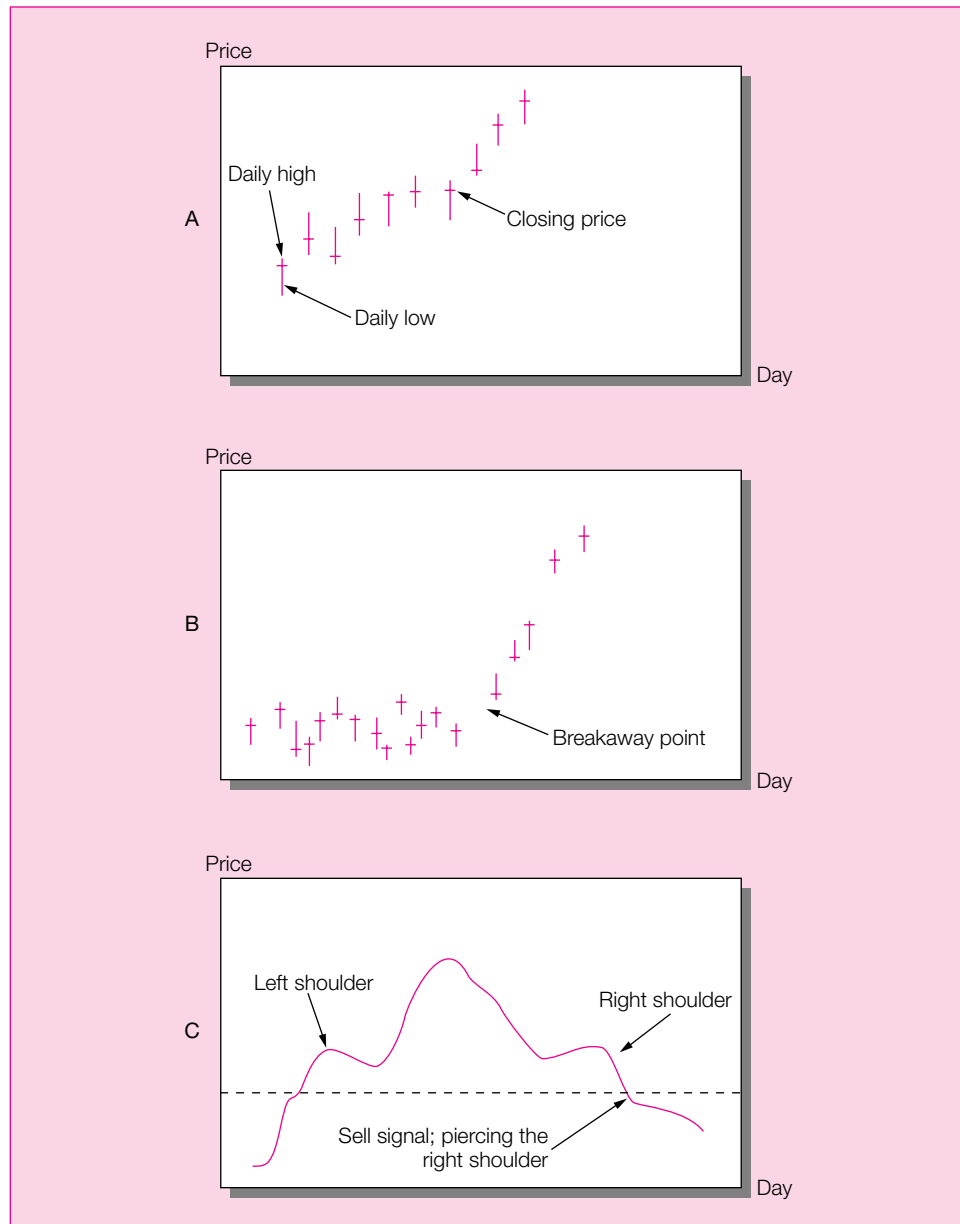 Price
Daily high
A
Closing price
Daily low
Day
Price
B
Breakaway point
Day
Price
Left shoulder
Right shoulder
C
Sell signal; piercing the
right shoulder
Day